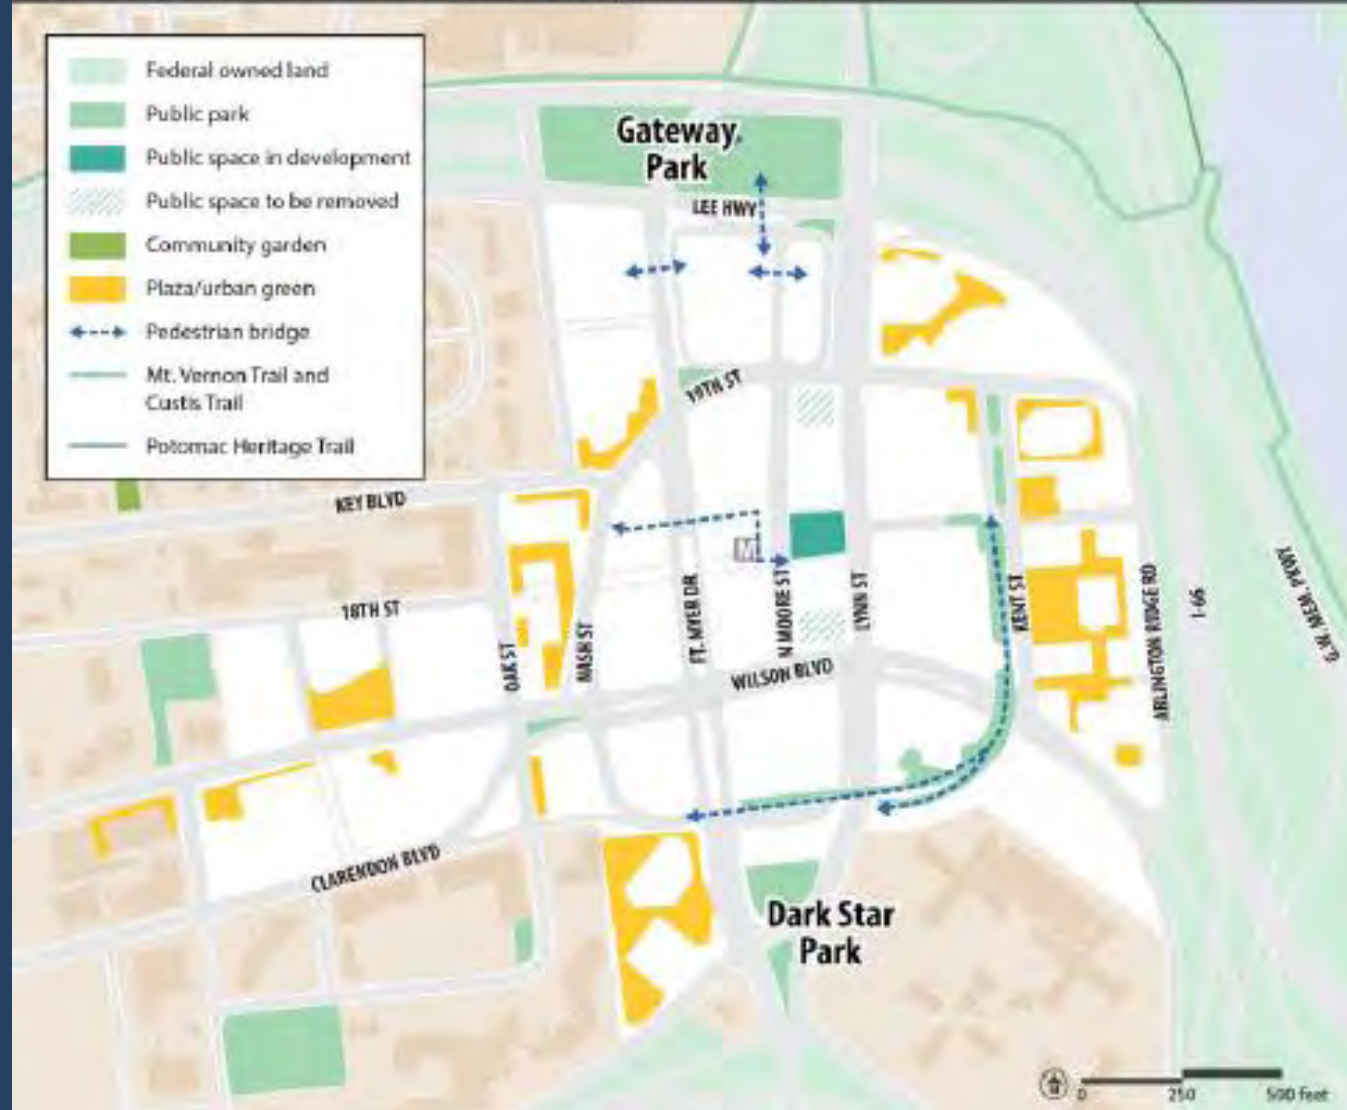 Federal owned land
Public park
Public space in development
Public space to be removed
Community garden
Plaza/urban green
Pedestrian bridge
Mt. Vernon Trail and
Custis Trail
Potomac Heritage Trail
Gateway
Park
LEE HWY
19TH ST
KEY BLVD
M
18TH ST
OAK ST
NASH ST
FT. MYER DR
N MOORE ST
LYNN ST
KENT ST
ARLINGTON RIDGE RD
I-66
G.W. MEM. PKWY.
WILSON BLVD
CLARENDON BLVD
Dark Star
Park
0 250 500 feet